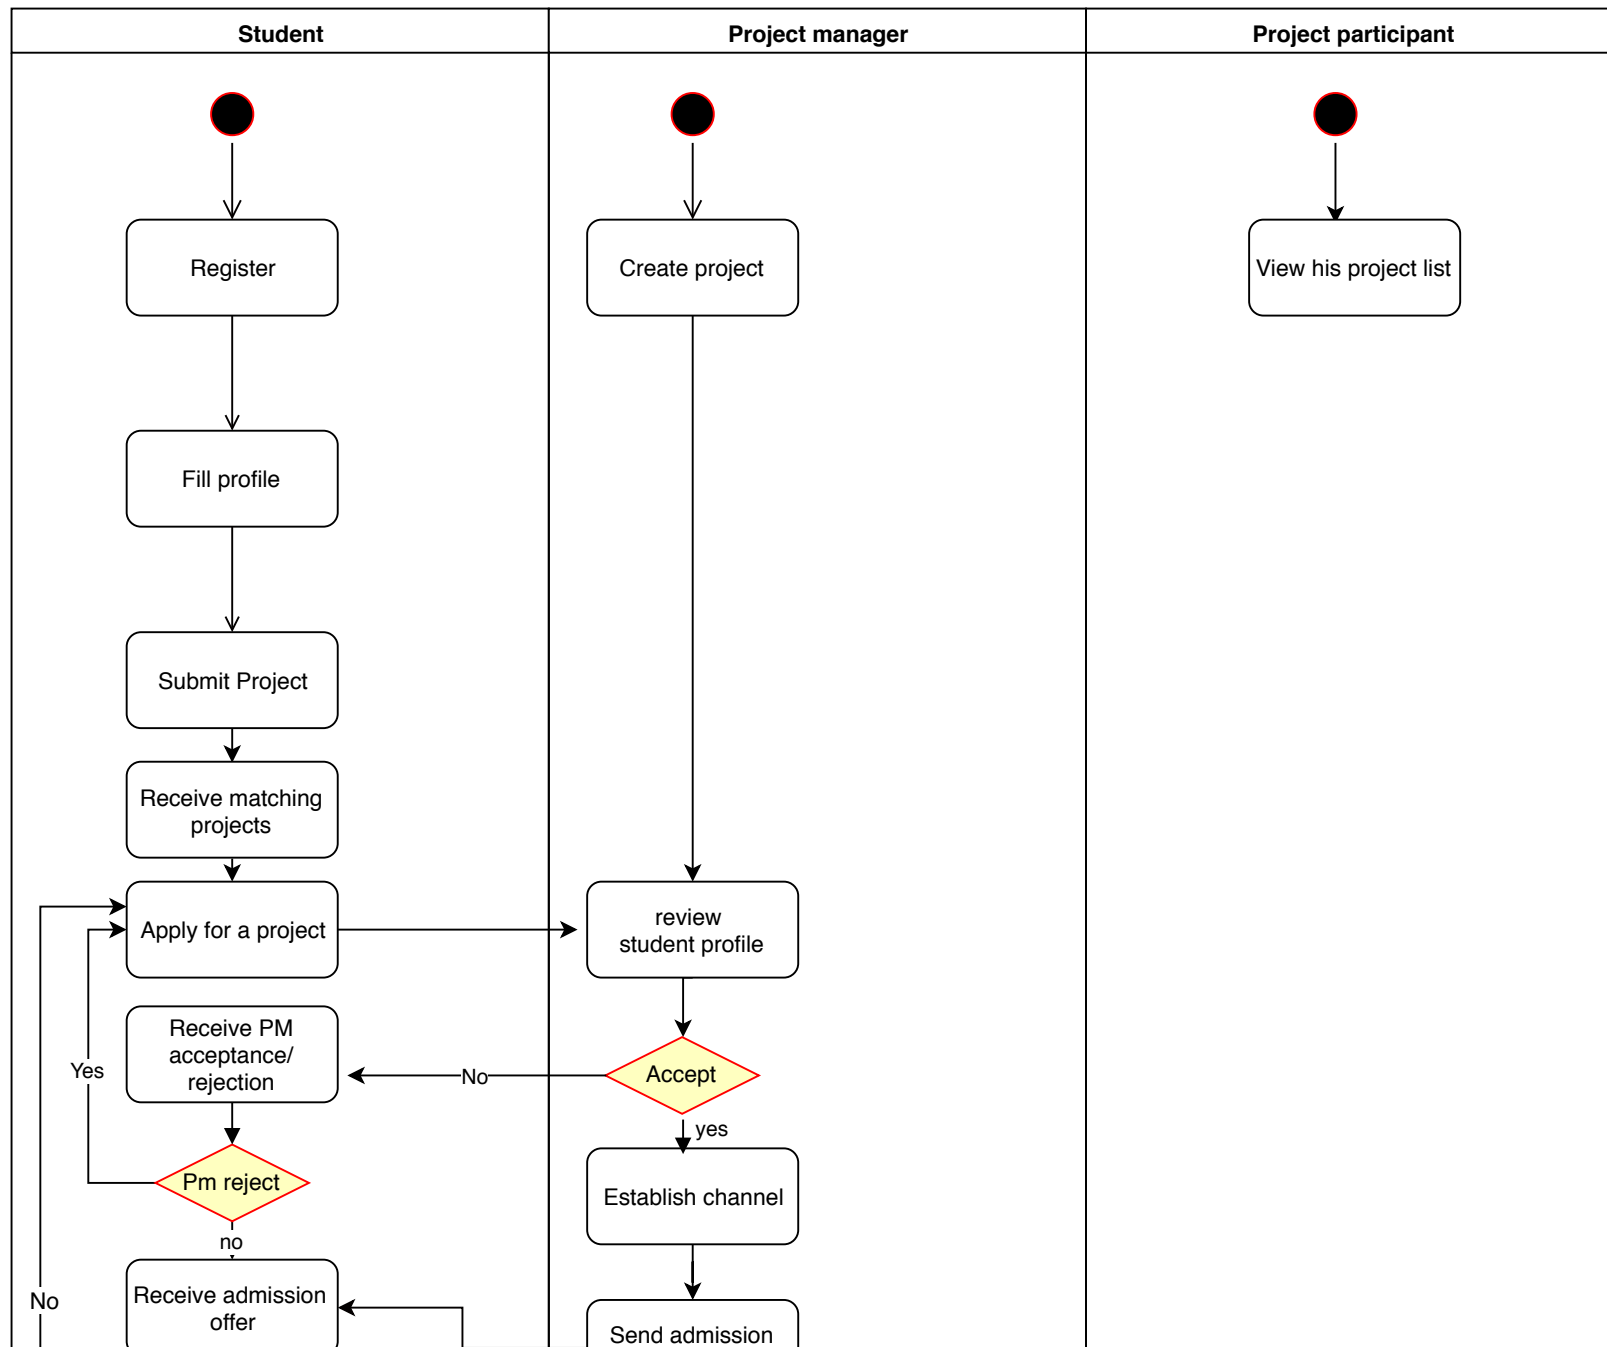 Student
Project manager
Project participant
Register
Create project
View his project list
Fill profile
Submit Project
Receive matching
projects
Apply for a project
review
student profile
Receive PM
acceptance/
rejection
Yes
No
Accept
yes
Pm reject
Establish channel
no
No
Receive admission
offer
Send admission